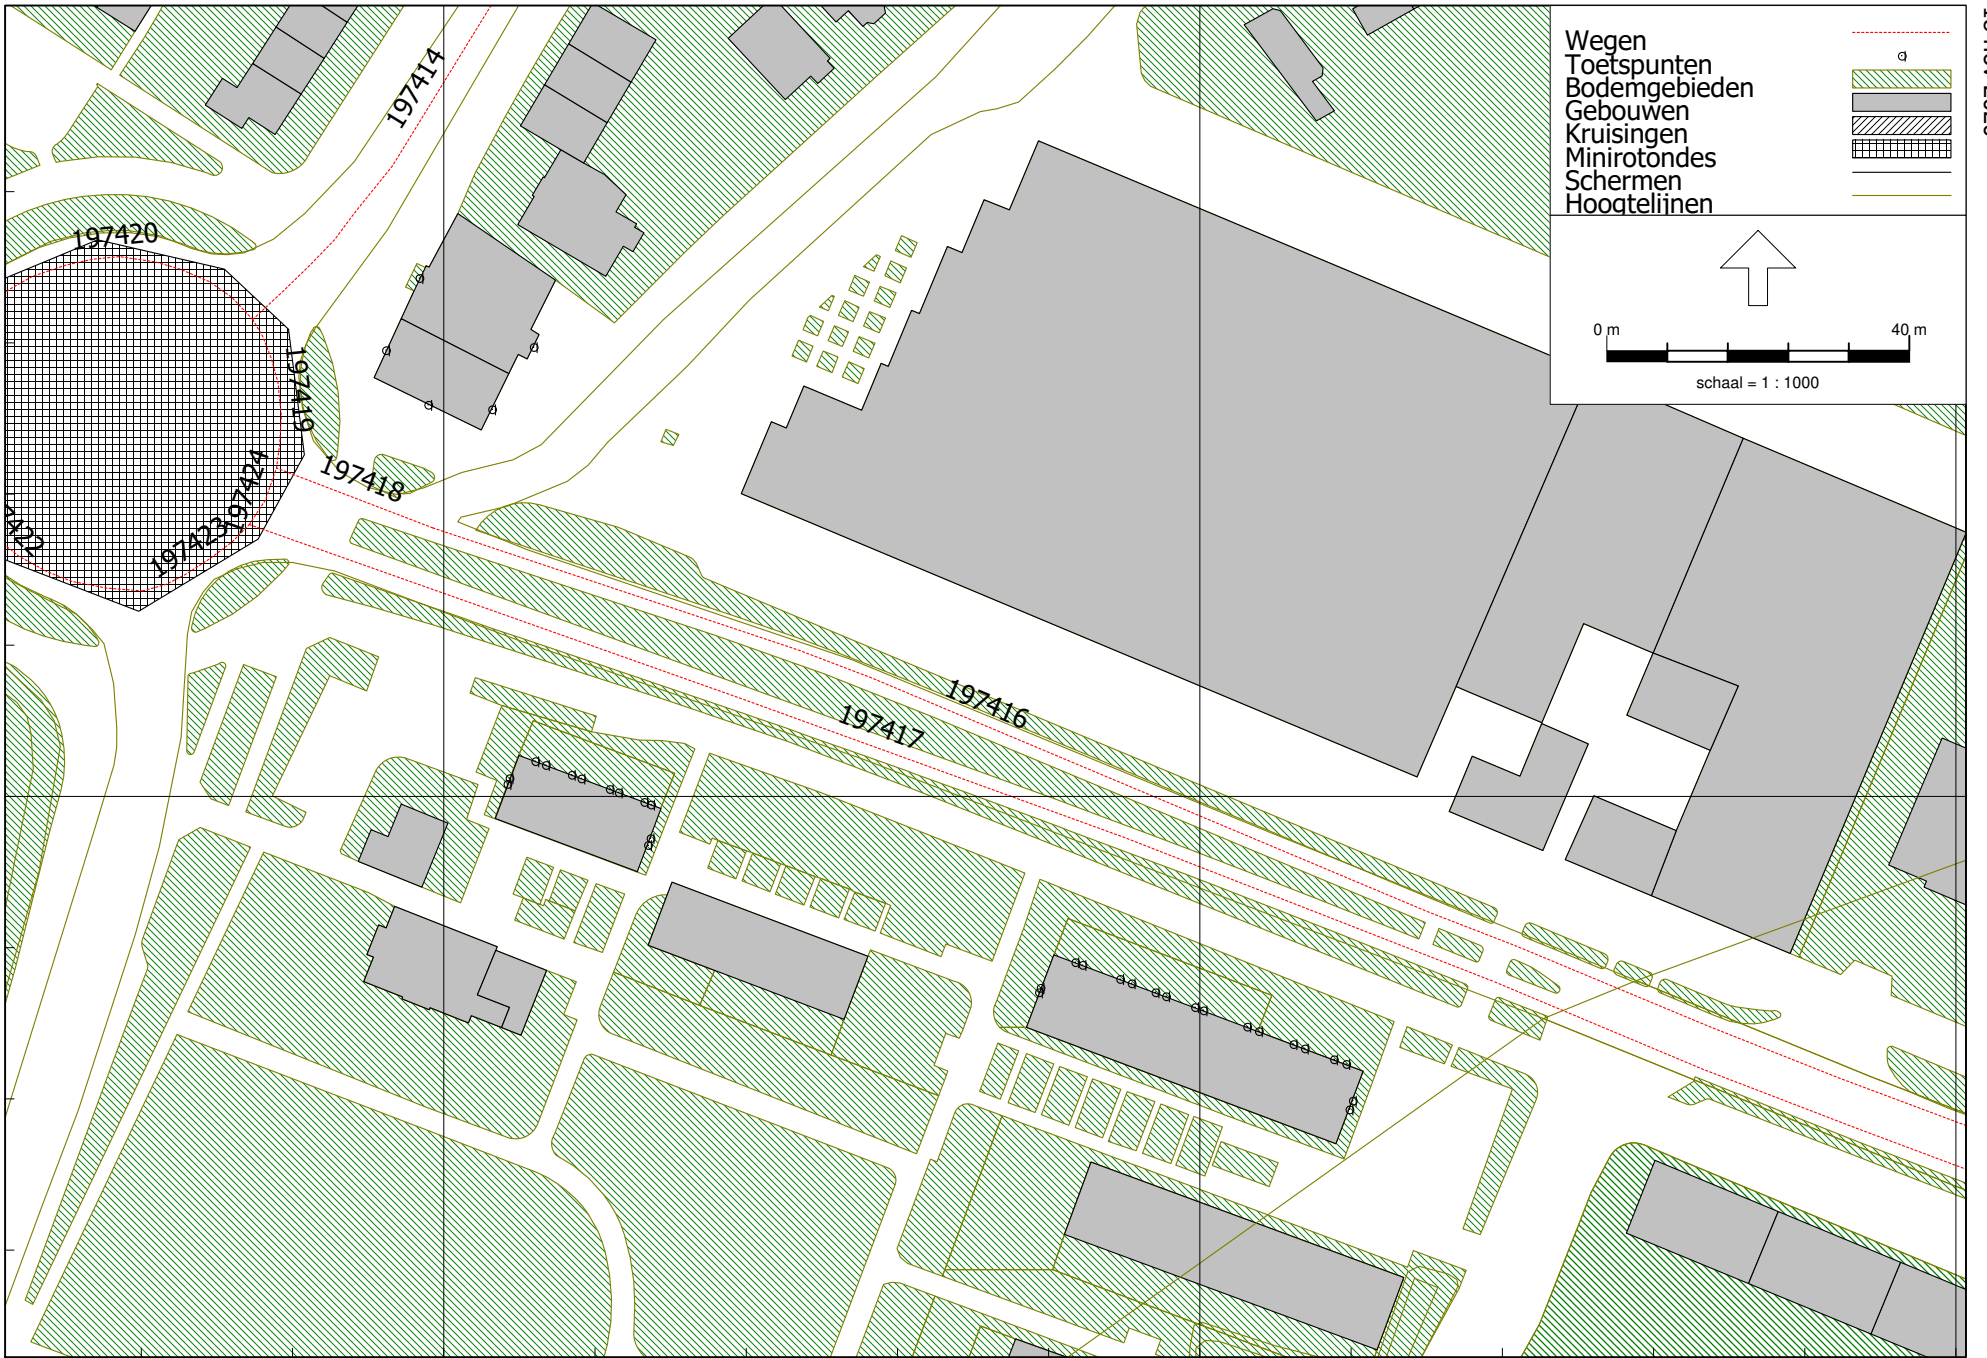 Wegen
Toetspunten
Bodemgebieden
Gebouwen
Kruisingen
Minirotondes
Schermen
Hoogtelijnen
0 m 40 m
schaal = 1 : 1000
197414
197420
197419
197418
197424
197423
197416
197417